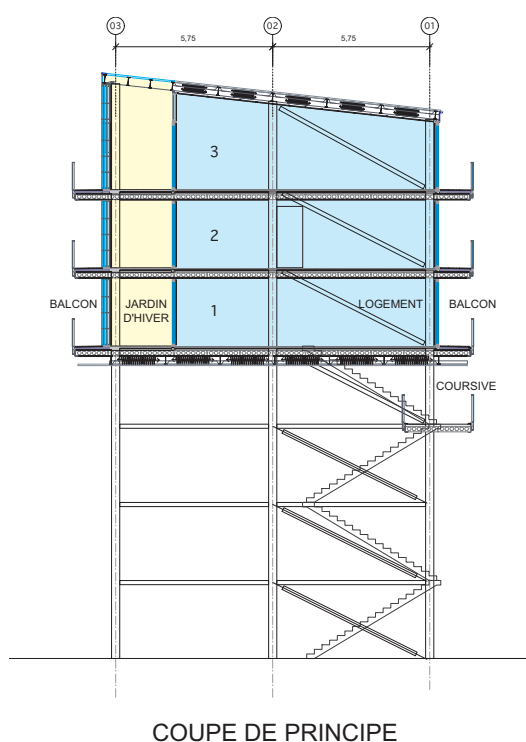 03 02 01
5,75 5,75
3
2
BALCON JARDIN D'HIVER 1 LOGEMENT BALCON
COURSIVE
COUPE DE PRINCIPE